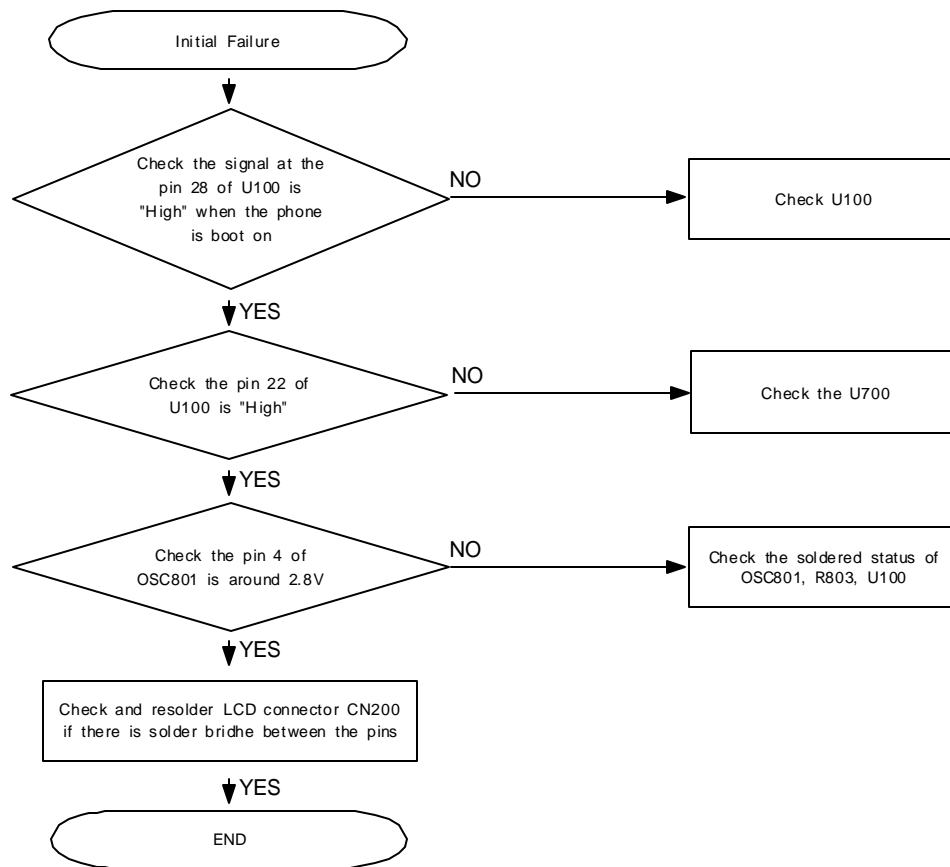 Initial Failure
Check the signal at the
pin 28 of U100 is
"High" when the phone
is boot on
NO
Check U100
YES
Check the pin 22 of
U100 is "High"
NO
Check the U700
YES
Check the pin 4 of
OSC801 is around 2.8V
NO
Check the soldered status of
OSC801, R803, U100
YES
Check and resolder LCD connector CN200
if there is solder bridhe between the pins
YES
END